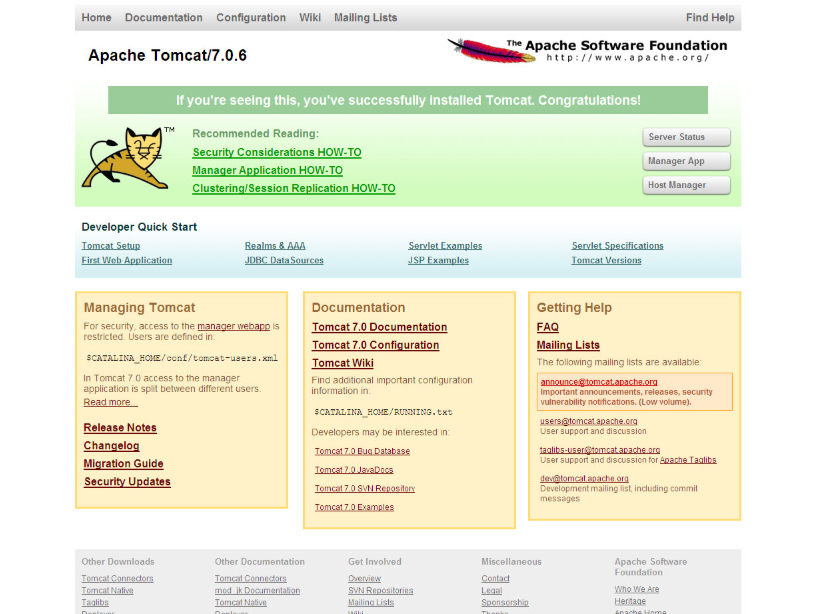 Home Documentation Configuration Wiki Mailing Lists Find Help
Apache Tomcat/7.0.6
The Apache Software Foundation
http://www.apache.org/
If you're seeing this, you've successfully installed Tomcat. Congratulations!
TM
Recommended Reading:
Security Considerations HOW-TO
Manager Application HOW-TO
Clustering/Session Replication HOW-TO
Server Status
Manager App
Host Manager
Developer Quick Start
Tomcat Setup
First Web Application
Realms & AAA
JDBC DataSources
Servlet Examples
JSP Examples
Servlet Specifications
Tomcat Versions
Managing Tomcat
For security, access to the manager webapp is
restricted. Users are defined in:
$CATALINA_HOME/conf/tomcat-users.xml
In Tomcat 7.0 access to the manager
application is split between different users.
Read more...
Release Notes
Changelog
Migration Guide
Security Updates
Documentation
Tomcat 7.0 Documentation
Tomcat 7.0 Configuration
Tomcat Wiki
Find additional important configuration
information in:
$CATALINA_HOME/RUNNING.txt
Developers may be interested in:
Tomcat 7.0 Bug Database
Tomcat 7.0 JavaDocs
Tomcat 7.0 SVN Repository
Tomcat 7.0 Examples
Getting Help
FAQ
Mailing Lists
The following mailing lists are available:
announce@tomcat.apache.org
Important announcements, releases, security
vulnerability notifications. (Low volume).
users@tomcat.apache.org
User support and discussion
taglibs-user@tomcat.apache.org
User support and discussion for Apache Taglibs
dev@tomcat.apache.org
Development mailing list, including commit
messages
Other Downloads
Tomcat Connectors
Tomcat Native
Taglibs
Deployer
Other Documentation
Tomcat Connectors
mod_jk Documentation
Tomcat Native
Deployer
Get Involved
Overview
SVN Repositories
Mailing Lists
Wiki
Miscellaneous
Contact
Legal
Sponsorship
Thanks
Apache Software
Foundation
Who We Are
Heritage
Apache Home